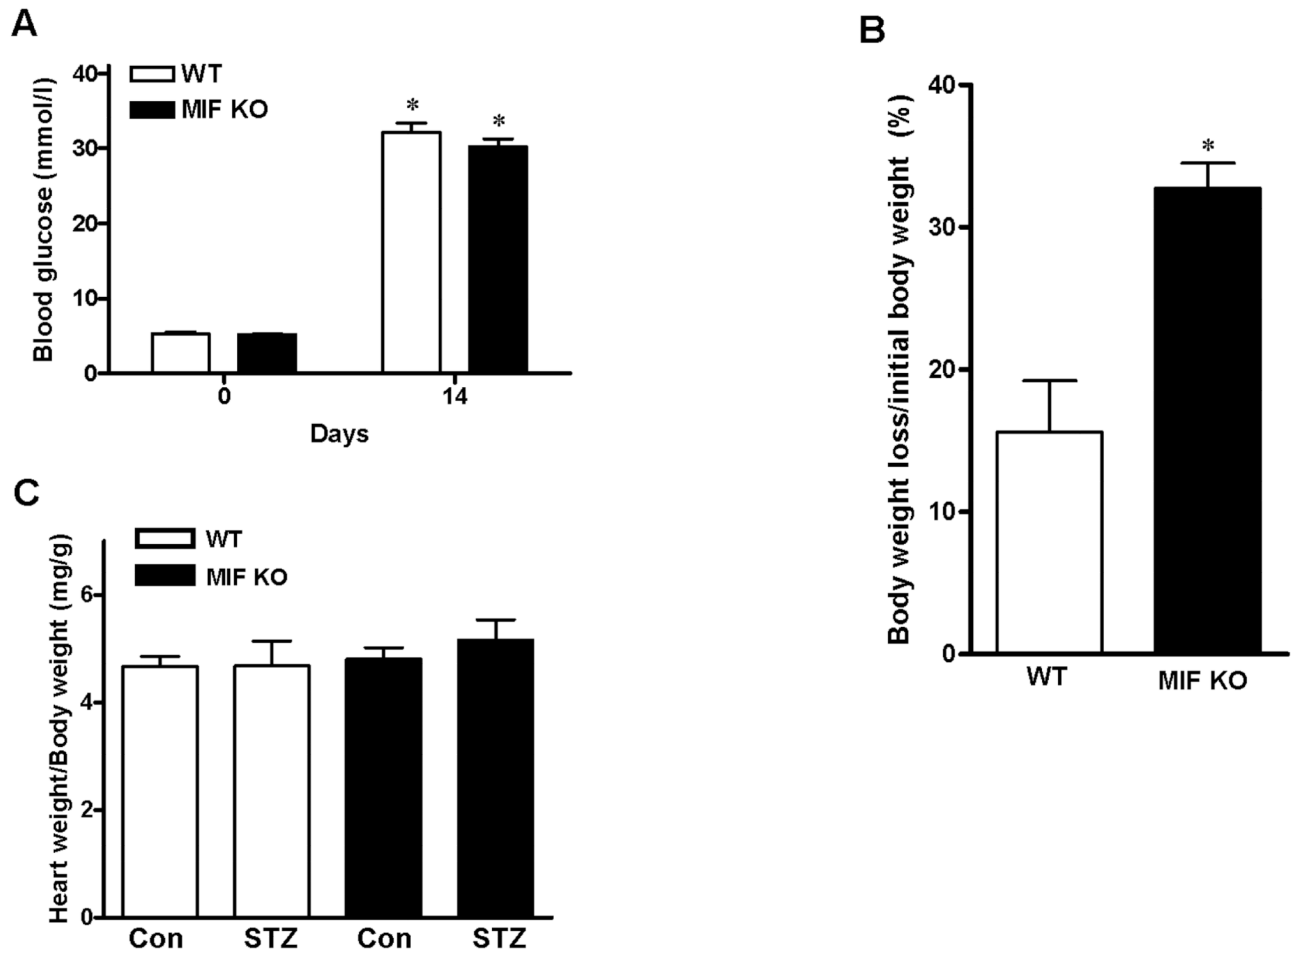 A
Blood glucose (mmol/l)
40
30
20
10
0
WT
MIF KO
*
*
0
14
Days
B
Body weight loss/initial body weight (%)
40
30
20
10
0
*
WT
MIF KO
C
Heart weight/Body weight (mg/g)
6
4
2
0
WT
MIF KO
Con
STZ
Con
STZ